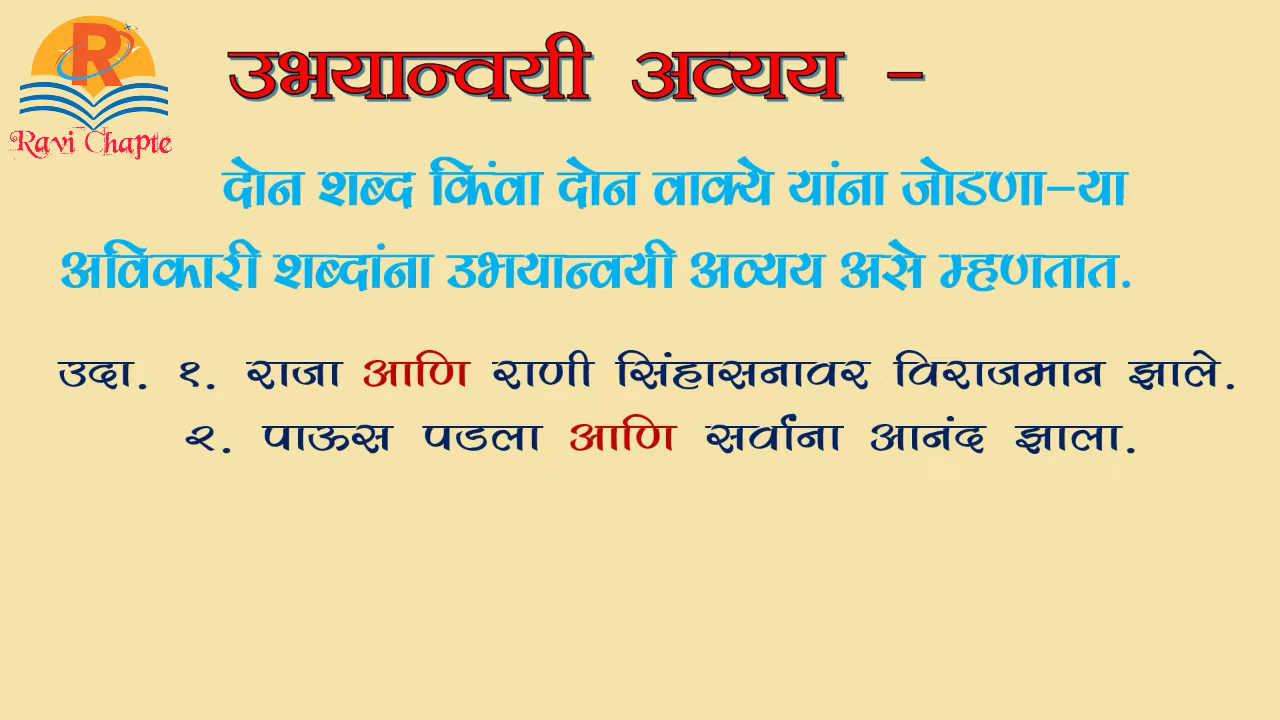 R
Ravi Chapte
उभयान्वयी अव्यय -
दोन शब्द किंवा दोन वाक्ये यांना जोडणा-या
अविकारी शब्दांना उभयान्वयी अव्यय असे म्हणतात.
उदा. १. राजा आणि राणी सिंहासनावर विराजमान झाले.
२. पाऊस पडला आणि सर्वांना आनंद झाला.